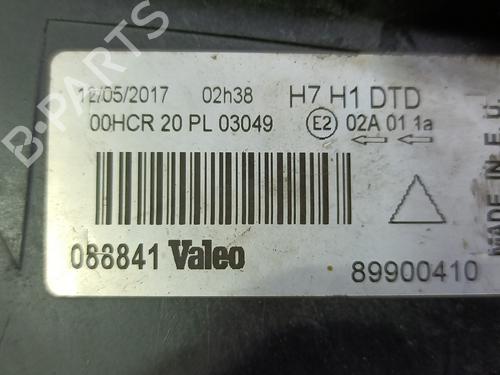 B-PARTS
12/05/2017 02h38 H7 H1 DTD
00HCR 20 PL 03049 E2 02A 01 1a
088841 Valeo
89900410
MADE IN E U